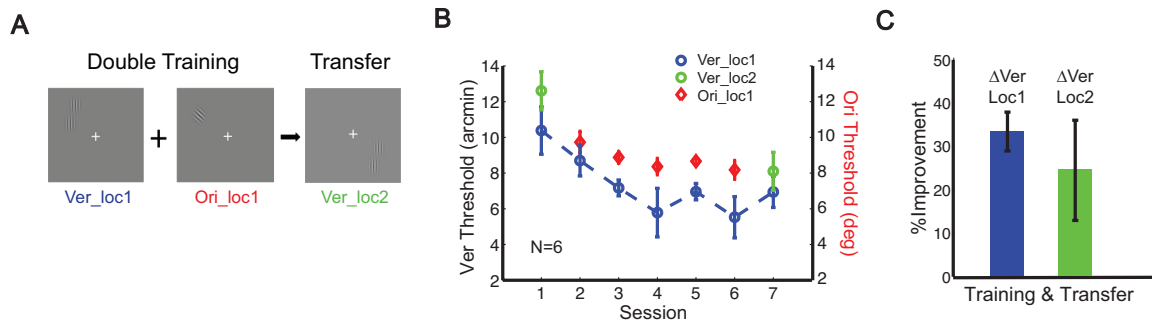 A
Double Training
Transfer
+
Ver_loc1
Ori_loc1
Ver_loc2
B
Ver_loc1
Ver_loc2
Ori_loc1
Ver Threshold (arcmin)
14
12
10
8
6
4
2
14
12
10
8
6
4
2
Ori Threshold (deg)
N=6
1 2 3 4 5 6 7
Session
C
%Improvement
50
40
30
20
10
0
ΔVer
Loc1
ΔVer
Loc2
Training & Transfer